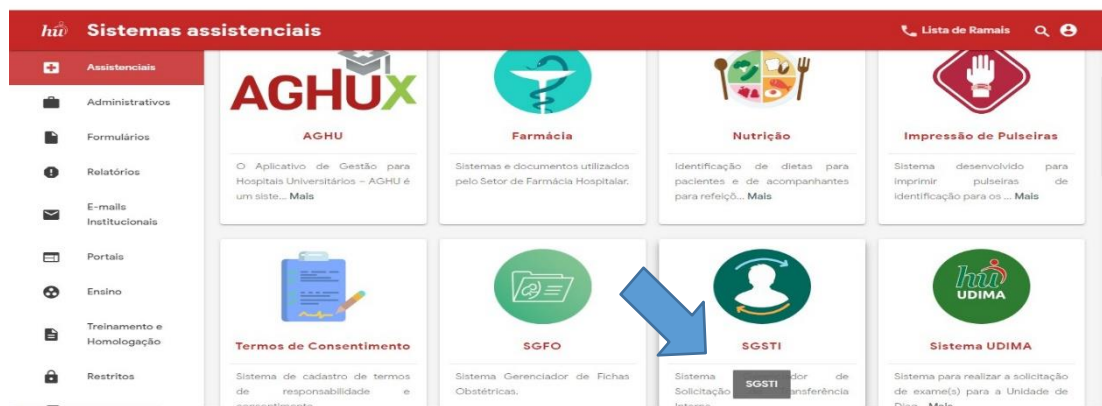 hu Sistemas assistenciais
Lista de Ramais
Assistenciais
Administrativos
Formulários
Relatórios
E-mails
Institucionais
Portais
Ensino
Treinamento e
Homologação
Restritos
AGHUX
AGHU
O Aplicativo de Gestão para
Hospitais Universitários – AGHU é
um siste... Mais
Farmácia
Sistemas e documentos utilizados
pelo Setor de Farmácia Hospitalar.
Nutrição
Identificação de dietas para
pacientes e de acompanhantes
para refeiçõ... Mais
Impressão de Pulseiras
Sistema desenvolvido para
imprimir pulseiras de
identificação para os ... Mais
Termos de Consentimento
Sistema de cadastro de termos
de responsabilidade e
consentimento
SGFO
Sistema Gerenciador de Fichas
Obstétricas.
SGSTI
Sistema de
Solicitação
SGSTI
hu
UDIMA
Sistema UDIMA
Sistema para realizar a solicitação
de exame(s) para a Unidade de
Mais